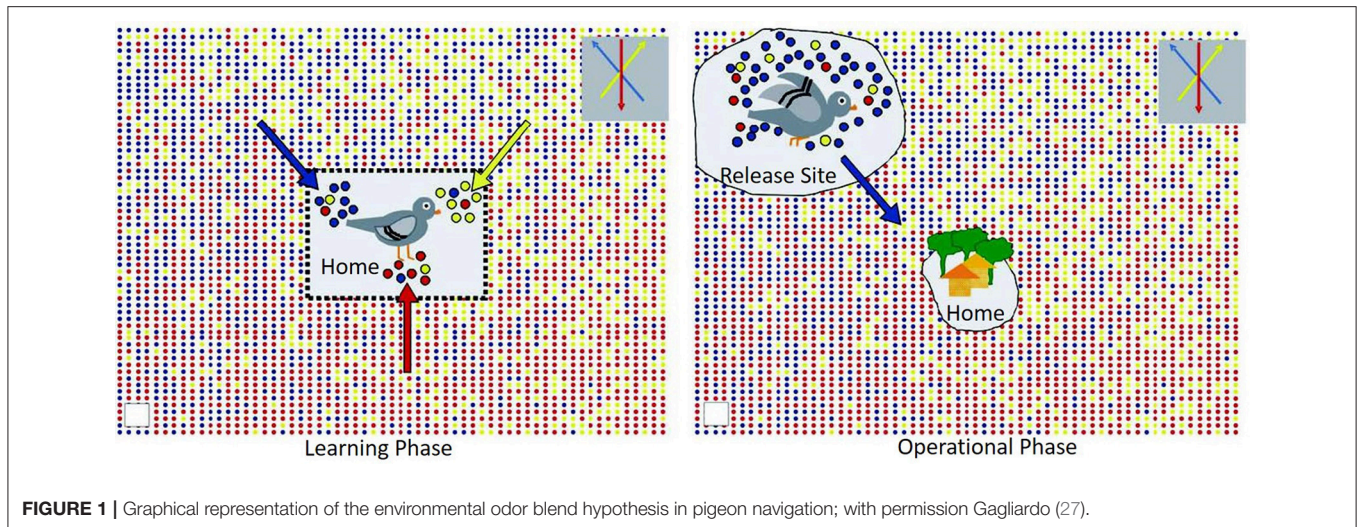 Home
Learning Phase
Release Site
Home
Operational Phase
FIGURE 1 | Graphical representation of the environmental odor blend hypothesis in pigeon navigation; with permission Gagliardo (27).